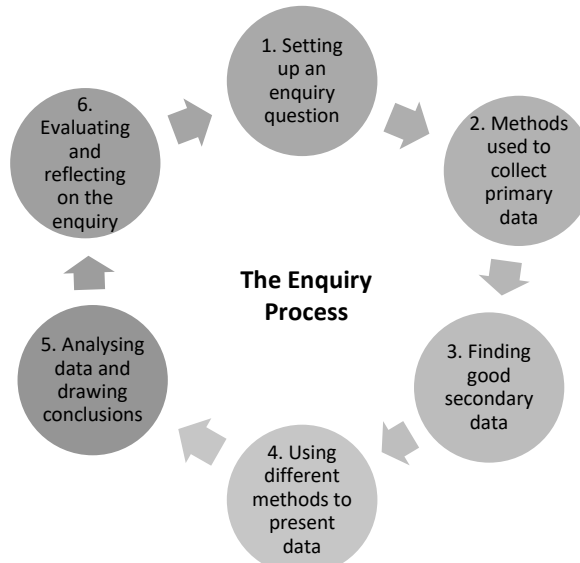 1. Setting
up an
enquiry
question
2. Methods
used to
collect
primary
data
3. Finding
good
secondary
data
4. Using
different
methods to
present
data
5. Analysing
data and
drawing
conclusions
6.
Evaluating
and
reflecting
on the
enquiry
The Enquiry
Process